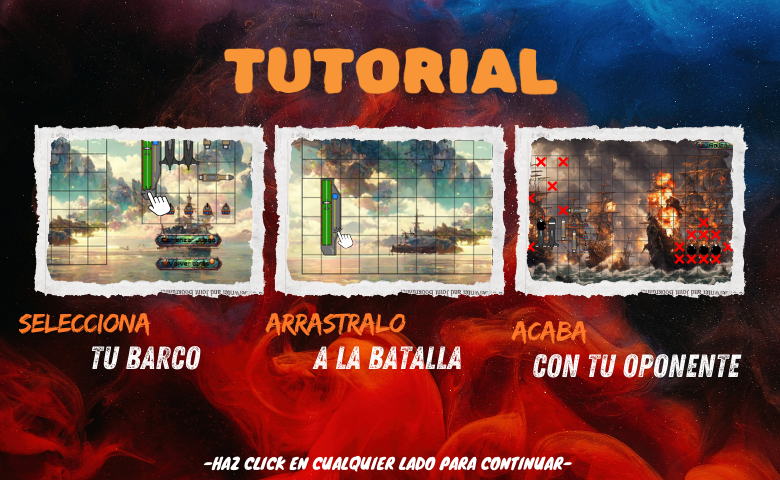 TUTORIAL
SELECCIONA
TU BARCO
ARRASTRALO
A LA BATALLA
ACABA
CON TU OPONENTE
-HAZ CLICK EN CUALQUIER LADO PARA CONTINUAR-